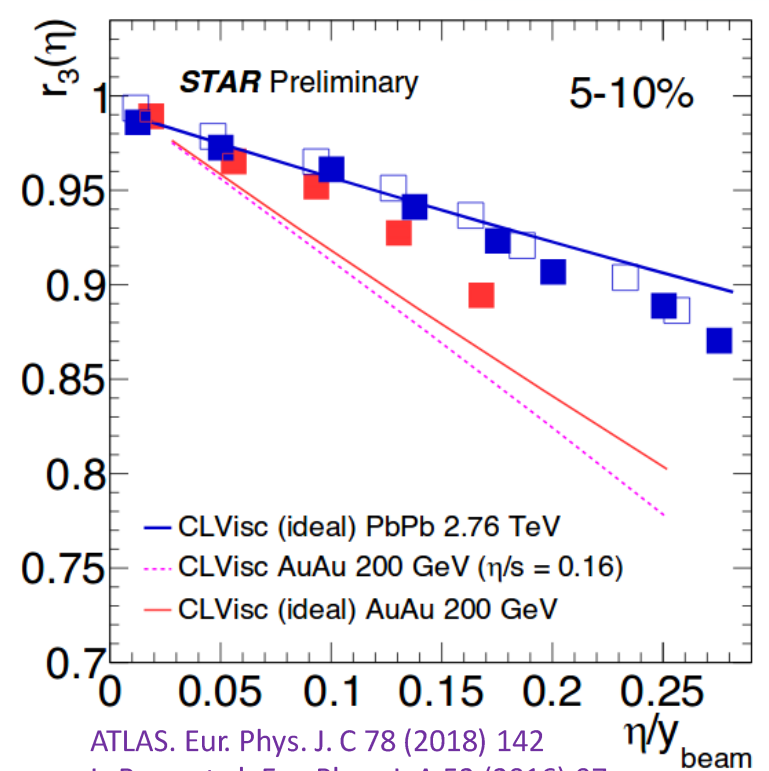 r3(η)
STAR Preliminary
5-10%
1
0.95
0.9
0.85
0.8
0.75
0.7
CLVisc (ideal) PbPb 2.76 TeV
CLVisc AuAu 200 GeV (η/s = 0.16)
CLVisc (ideal) AuAu 200 GeV
0 0.05 0.1 0.15 0.2 0.25
η/y beam
ATLAS. Eur. Phys. J. C 78 (2018) 142